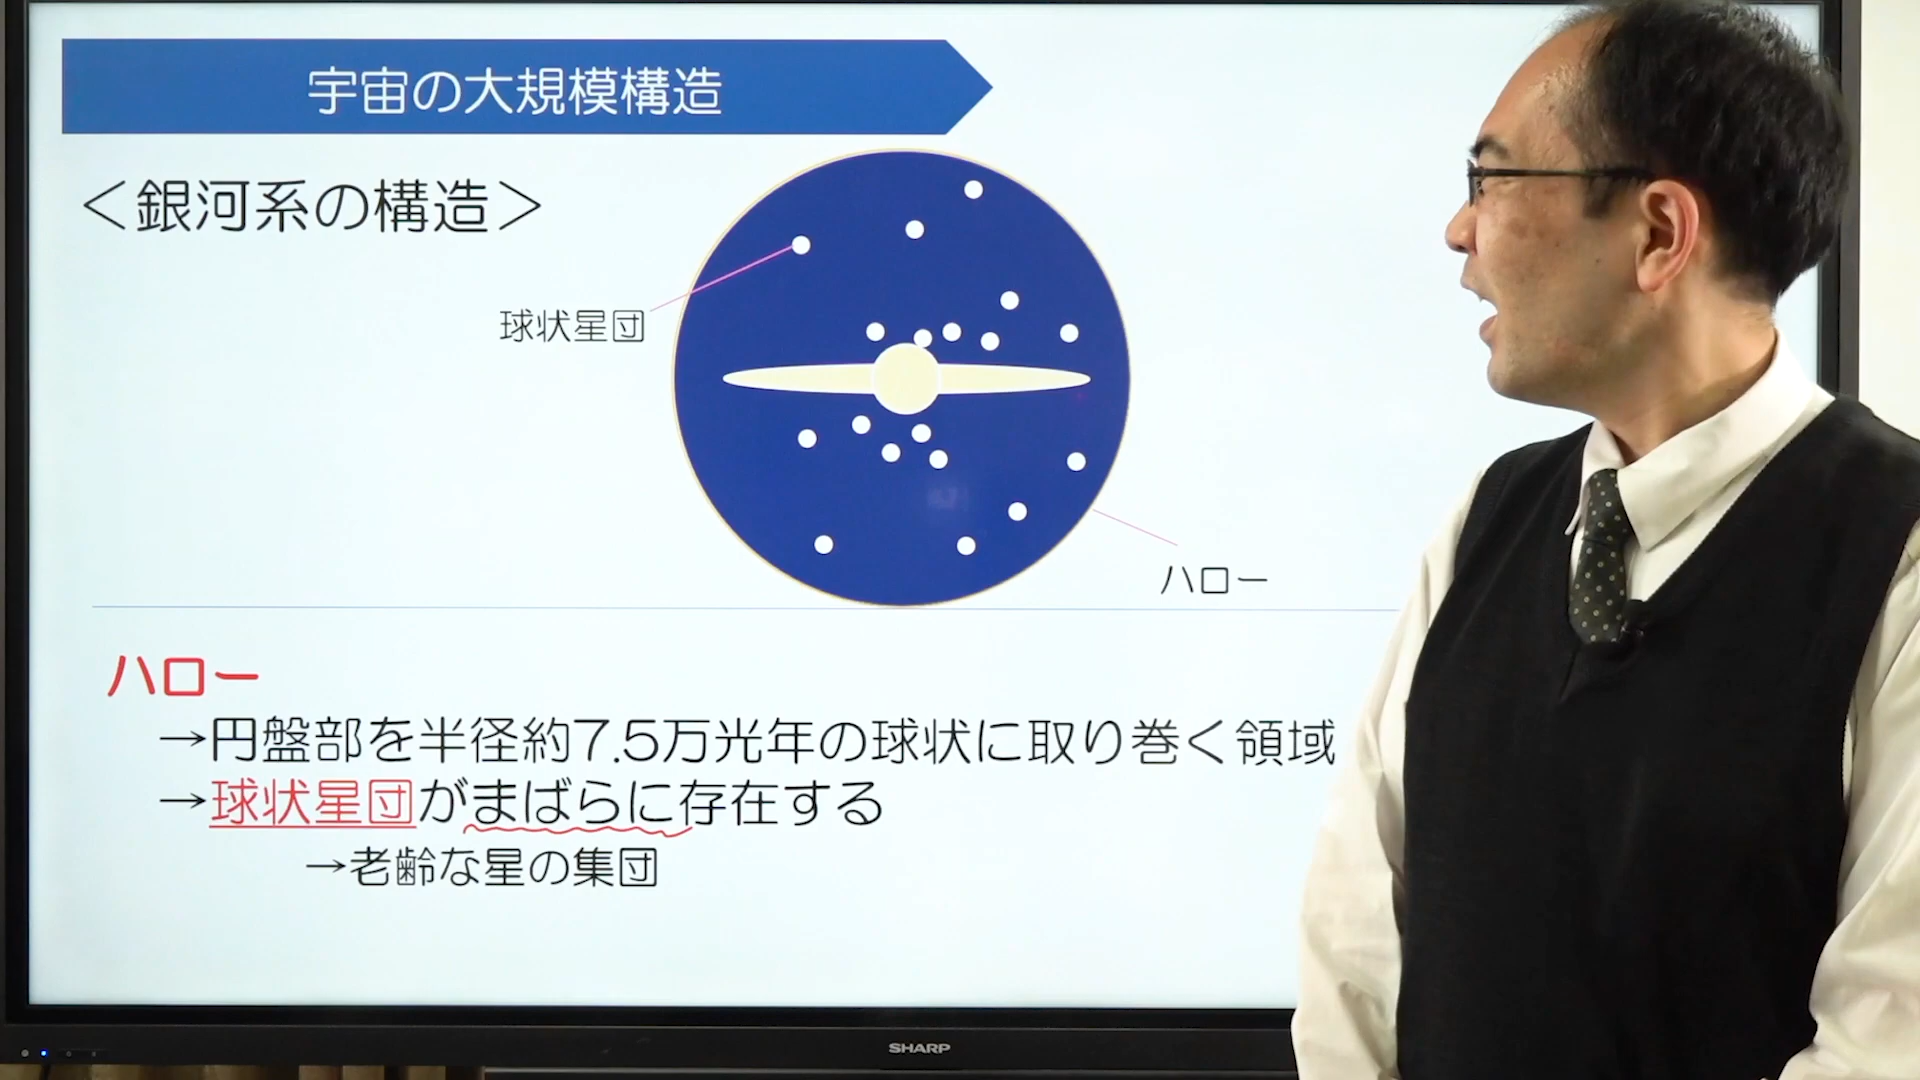 宇宙の大規模構造
＜銀河系の構造＞
球状星団
ハロー
ハロー
→円盤部を半径約7.5万光年の球状に取り巻く領域
→球状星団がまばらに存在する
→老齢な星の集団
SHARP